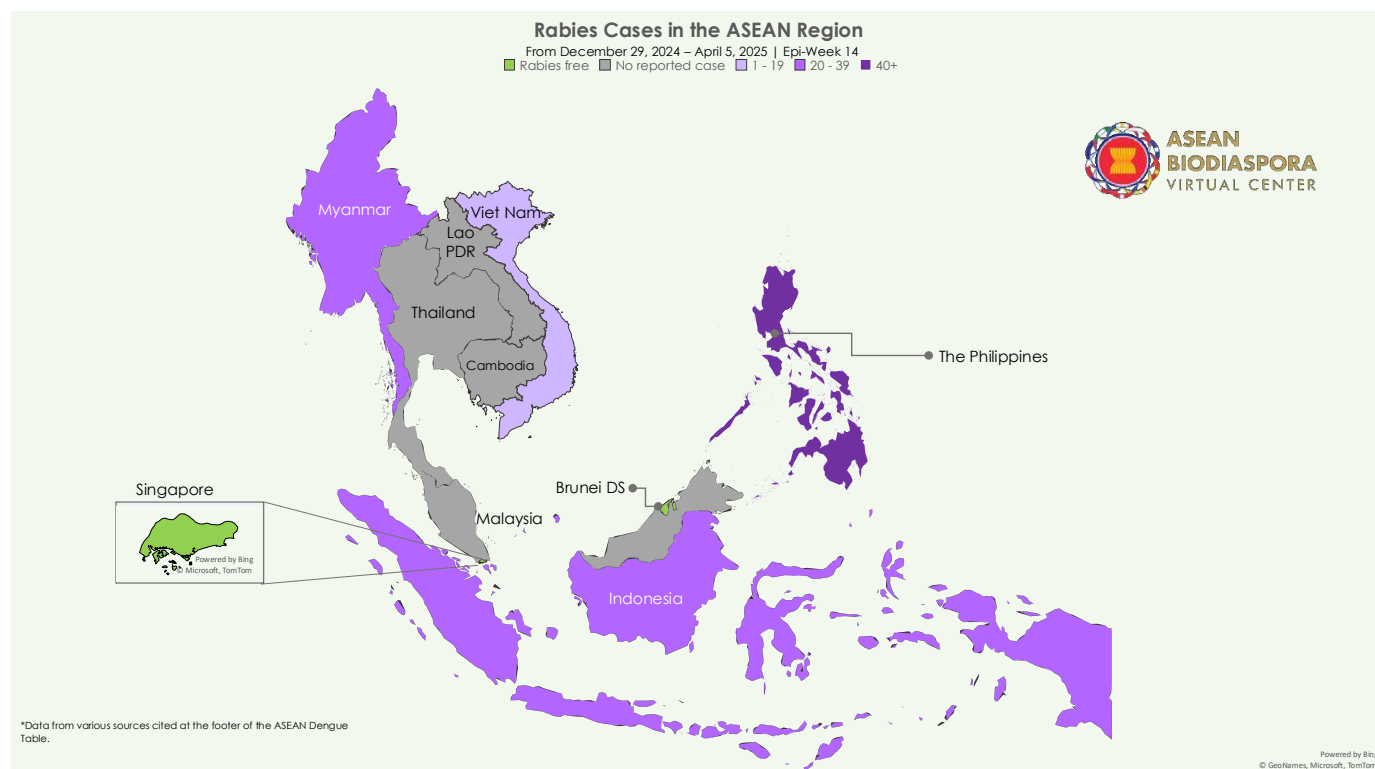 Rabies Cases in the ASEAN Region
From December 29, 2024 – April 5, 2025 | Epi-Week 14
Rabies free No reported case 1 - 19 20 - 39 40+
ASEAN
BIODIASPORA
VIRTUAL CENTER
Myanmar
Viet Nam
Lao
PDR
Thailand
The Philippines
Cambodia
Singapore
Brunei DS
Malaysia
Powered by Bing
© Microsoft, TomTom
Indonesia
*Data from various sources cited at the footer of the ASEAN Dengue
Table.
Powered by Bing
© GeoNames, Microsoft, TomTom